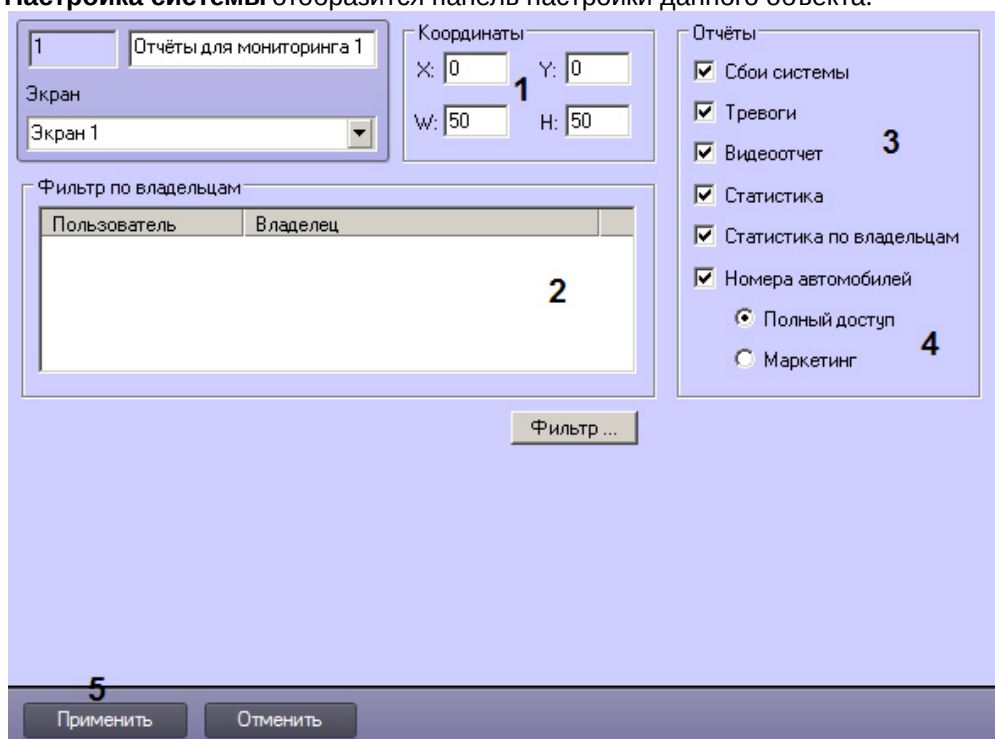 Настройка системы отобразится панель настройки данного объекта.
1 Отчёты для мониторинга 1
Экран
Экран 1
Координаты
X: 0 Y: 0
1
W: 50 H: 50
Отчёты
Сбои системы
Тревоги
3
Видеоотчет
Статистика
Статистика по владельцам
Номера автомобилей
Полный доступ
4
Маркетинг
Фильтр по владельцам
Пользователь Владелец
2
Фильтр ...
5
Применить Отменить